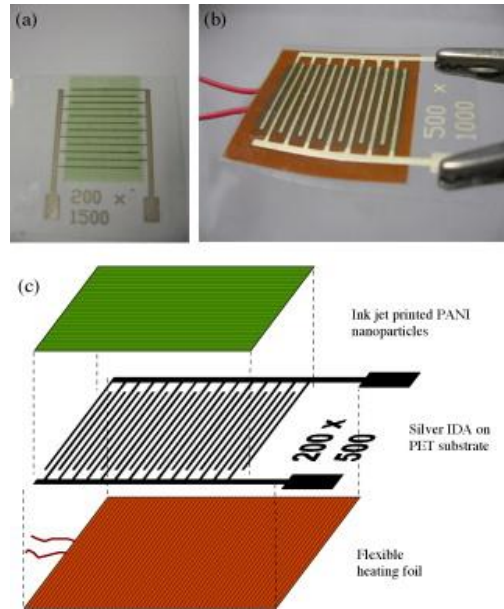 (a)
200 x
1500
(b)
500 x
1000
(c)
Ink jet printed PANI
nanoparticles
200 x
500
Silver IDA on
PET substrate
Flexible
heating foil